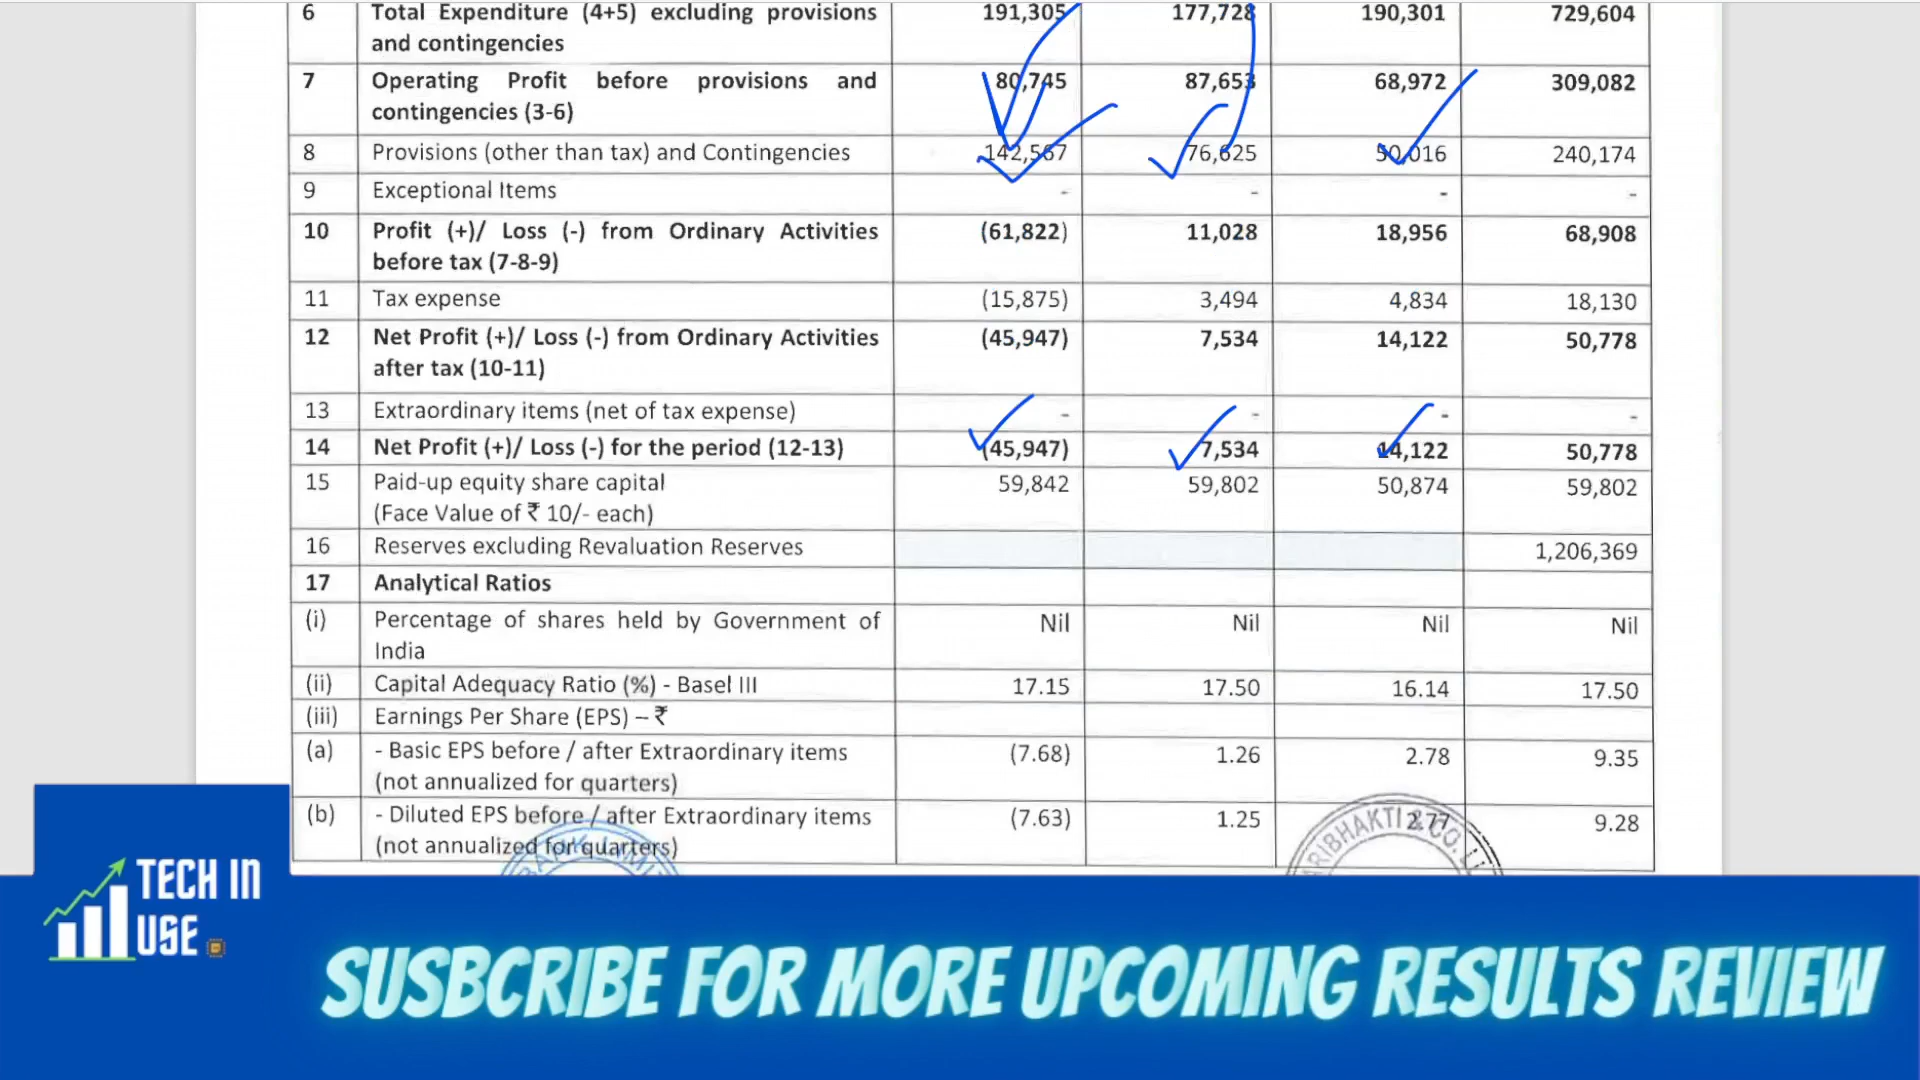 6 Total Expenditure (4+5) excluding provisions and contingencies 191,305 177,728 190,301 729,604
7 Operating Profit before provisions and contingencies (3-6) 80,745 87,653 68,972 309,082
8 Provisions (other than tax) and Contingencies 142,567 76,625 50,016 240,174
9 Exceptional Items - - - -
10 Profit (+)/ Loss (-) from Ordinary Activities before tax (7-8-9) (61,822) 11,028 18,956 68,908
11 Tax expense (15,875) 3,494 4,834 18,130
12 Net Profit (+)/ Loss (-) from Ordinary Activities after tax (10-11) (45,947) 7,534 14,122 50,778
13 Extraordinary items (net of tax expense) - - - -
14 Net Profit (+)/ Loss (-) for the period (12-13) (45,947) 7,534 14,122 50,778
15 Paid-up equity share capital 59,842 59,802 50,874 59,802
(Face Value of ₹ 10/- each)
16 Reserves excluding Revaluation Reserves 1,206,369
17 Analytical Ratios
(i) Percentage of shares held by Government of India Nil Nil Nil Nil
(ii) Capital Adequacy Ratio (%) - Basel III 17.15 17.50 16.14 17.50
(iii) Earnings Per Share (EPS) – ₹
(a) - Basic EPS before / after Extraordinary items (7.68) 1.26 2.78 9.35
(not annualized for quarters)
(b) - Diluted EPS before / after Extraordinary items (7.63) 1.25 2.77 9.28
(not annualized for quarters)
TECH IN
USE
SUSBCRIBE FOR MORE UPCOMING RESULTS REVIEW